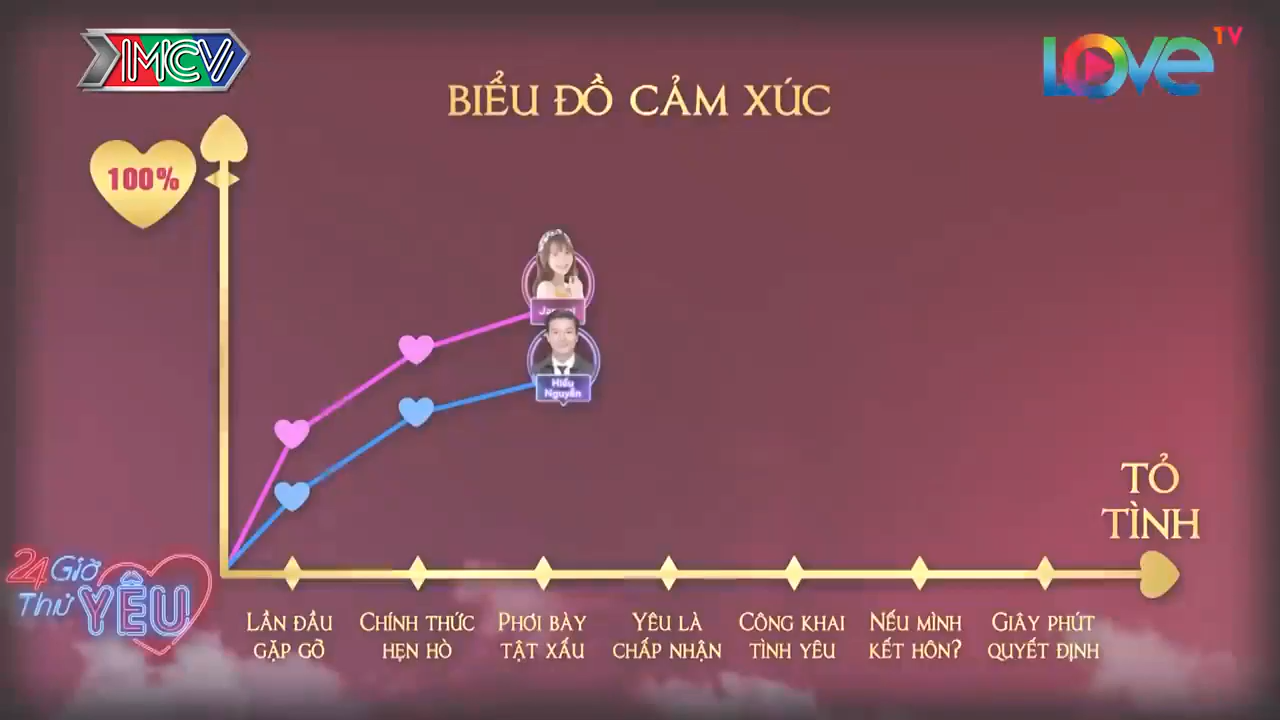 MCV
LOVE TV
BIỂU ĐỒ CẢM XÚC
100%
Hiếu
Nguyễn
TỎ
TÌNH
24 Giờ
Thử YÊU
LẦN ĐẦU
GẶP GỠ
CHÍNH THỨC
HẸN HÒ
PHƠI BÀY
TẬT XẤU
YÊU LÀ
CHẤP NHẬN
CÔNG KHAI
TÌNH YÊU
NẾU MÌNH
KẾT HÔN?
GIÂY PHÚT
QUYẾT ĐỊNH